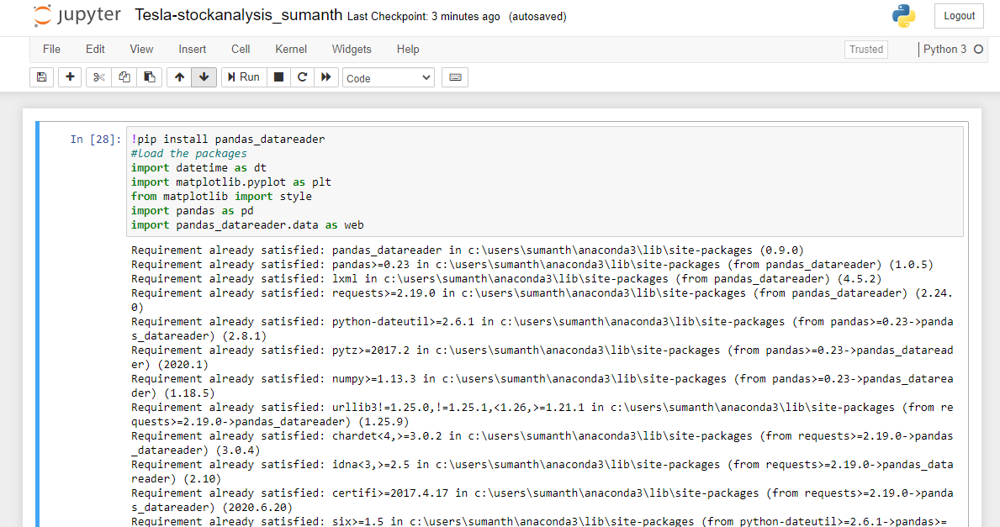 jupyter Tesla-stockanalysis_sumanth Last Checkpoint: 3 minutes ago (autosaved) Logout
File Edit View Insert Cell Kernel Widgets Help Trusted Python 3
Run Code
In [28]: !pip install pandas_datareader
#load the packages
import datetime as dt
import matplotlib.pyplot as plt
from matplotlib import style
import pandas as pd
import pandas_datareader.data as web
Requirement already satisfied: pandas_datareader in c:\users\sumanth\anaconda3\lib\site-packages (0.9.0)
Requirement already satisfied: pandas>=0.23 in c:\users\sumanth\anaconda3\lib\site-packages (from pandas_datareader) (1.0.5)
Requirement already satisfied: lxml in c:\users\sumanth\anaconda3\lib\site-packages (from pandas_datareader) (4.5.2)
Requirement already satisfied: requests>=2.19.0 in c:\users\sumanth\anaconda3\lib\site-packages (from pandas_datareader) (2.24.
0)
Requirement already satisfied: python-dateutil>=2.6.1 in c:\users\sumanth\anaconda3\lib\site-packages (from pandas>=0.23->panda
s_datareader) (2.8.1)
Requirement already satisfied: pytz>=2017.2 in c:\users\sumanth\anaconda3\lib\site-packages (from pandas>=0.23->pandas_dataread
er) (2020.1)
Requirement already satisfied: numpy>=1.13.3 in c:\users\sumanth\anaconda3\lib\site-packages (from pandas>=0.23->pandas_datarea
der) (1.18.5)
Requirement already satisfied: urllib3!=1.25.0,!=1.25.1,<1.26,>=1.21.1 in c:\users\sumanth\anaconda3\lib\site-packages (from re
quests>=2.19.0->pandas_datareader) (1.25.9)
Requirement already satisfied: chardet<4,>=3.0.2 in c:\users\sumanth\anaconda3\lib\site-packages (from requests>=2.19.0->pandas
_datareader) (3.0.4)
Requirement already satisfied: idna<3,>=2.5 in c:\users\sumanth\anaconda3\lib\site-packages (from requests>=2.19.0->pandas_data
reader) (2.10)
Requirement already satisfied: certifi>=2017.4.17 in c:\users\sumanth\anaconda3\lib\site-packages (from requests>=2.19.0->panda
s_datareader) (2020.6.20)
Requirement already satisfied: six>=1.5 in c:\users\sumanth\anaconda3\lib\site-packages (from python-dateutil>=2.6.1->pandas>=